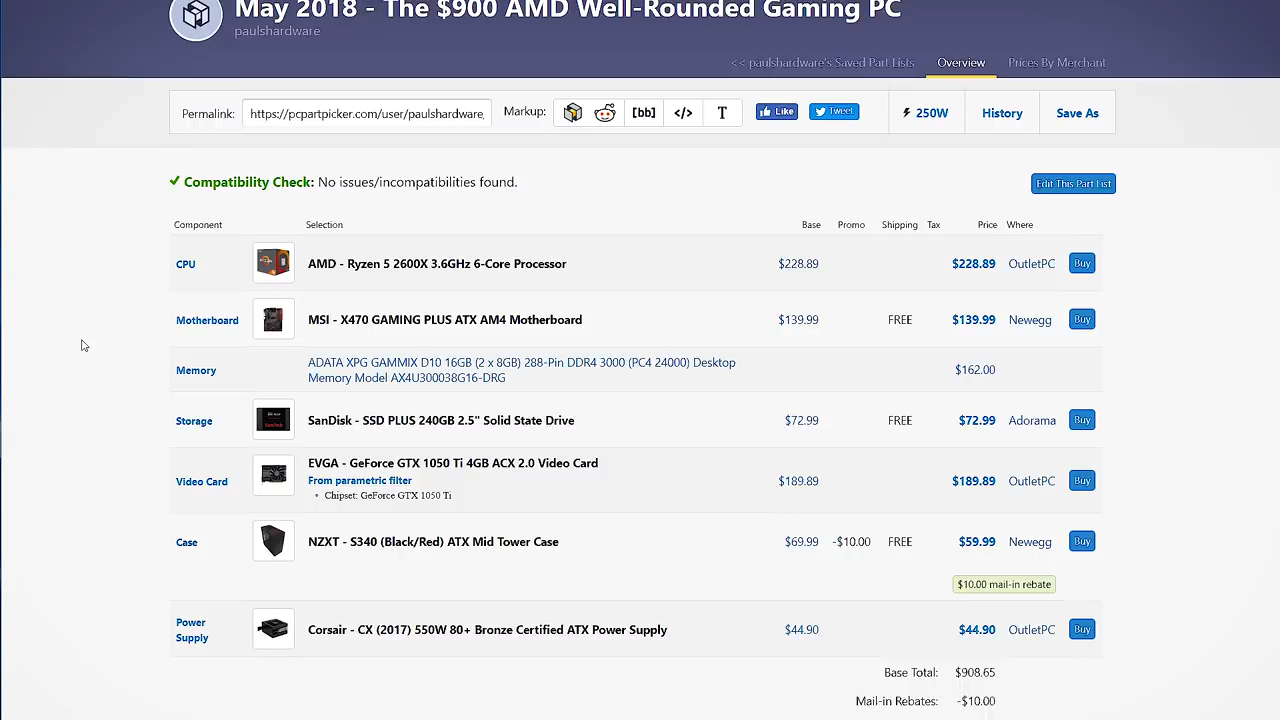 May 2018 - The $900 AMD Well-Rounded Gaming PC
paulshardware
<< paulshardware's Saved Part Lists Overview Prices By Merchant
Permalink: https://pcpartpicker.com/user/paulshardware, Markup: [bb] </> T Like Tweet 250W History Save As
Compatibility Check: No issues/incompatibilities found. Edit This Part List
Component Selection Base Promo Shipping Tax Price Where
CPU AMD - Ryzen 5 2600X 3.6GHz 6-Core Processor $228.89 $228.89 OutletPC Buy
Motherboard MSI - X470 GAMING PLUS ATX AM4 Motherboard $139.99 FREE $139.99 Newegg Buy
ADATA XPG GAMMIX D10 16GB (2 x 8GB) 288-Pin DDR4 3000 (PC4 24000) Desktop
Memory $162.00
Memory Model AX4U300038G16-DRG
Storage SanDisk - SSD PLUS 240GB 2.5" Solid State Drive $72.99 FREE $72.99 Adorama Buy
EVGA - GeForce GTX 1050 Ti 4GB ACX 2.0 Video Card
Video Card From parametric filter $189.89 $189.89 OutletPC Buy
• Chipset: GeForce GTX 1050 Ti
Case NZXT - S340 (Black/Red) ATX Mid Tower Case $69.99 -$10.00 FREE $59.99 Newegg Buy
$10.00 mail-in rebate
Power
Supply Corsair - CX (2017) 550W 80+ Bronze Certified ATX Power Supply $44.90 $44.90 OutletPC Buy
Base Total: $908.65
Mail-in Rebates: -$10.00